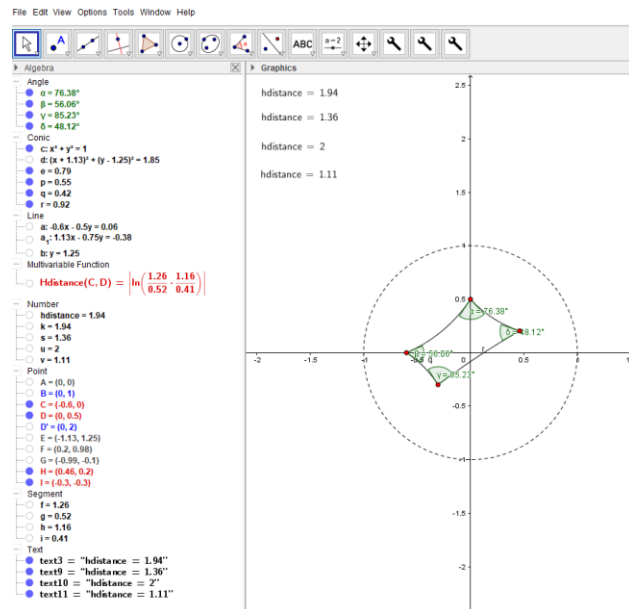 File Edit View Options Tools Window Help
A
ABC
a=2
Algebra
Graphics
Angle
α = 76.38°
β = 56.06°
γ = 85.23°
δ = 48.12°
Conic
c: x² + y² = 1
d: (x + 1.13)² + (y - 1.25)² = 1.85
e = 0.79
p = 0.55
q = 0.42
r = 0.92
Line
a: -0.6x - 0.5y = 0.06
a₁: 1.13x - 0.75y = -0.38
b: y = 1.25
Multivariable Function
Hdistance(C, D) = |ln(1.26/0.52 · 1.16/0.41)|
Number
hdistance = 1.94
k = 1.94
s = 1.36
u = 2
v = 1.11
Point
A = (0, 0)
B = (0, 1)
C = (-0.6, 0)
D = (0, 0.5)
D' = (0, 2)
E = (-1.13, 1.25)
F = (0.2, 0.98)
G = (-0.99, -0.1)
H = (0.46, 0.2)
I = (-0.3, -0.3)
Segment
f = 1.26
g = 0.52
h = 1.16
i = 0.41
Text
text3 = "hdistance = 1.94"
text9 = "hdistance = 1.36"
text10 = "hdistance = 2"
text11 = "hdistance = 1.11"
hdistance = 1.94
hdistance = 1.36
hdistance = 2
hdistance = 1.11
2.5
2
1.5
1
0.5
α = 76.38°
δ = 48.12°
β = 56.06°
γ = 85.23°
-2
-1.5
-1
-0.5
0
0.5
1
-0.5
-1
-1.5
-2